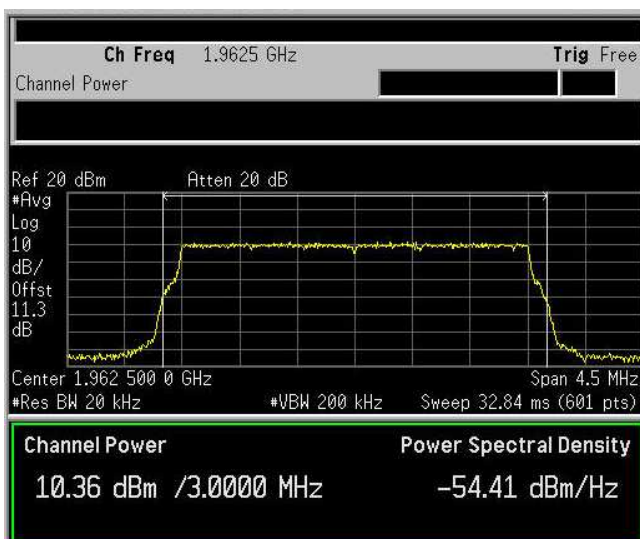 Ch Freq 1.9625 GHz Trig Free
Channel Power
Ref 20 dBm Atten 20 dB
#Avg
Log
10
dB/
Offst
11.3
dB
Center 1.962 500 0 GHz Span 4.5 MHz
#Res BW 20 kHz #VBW 200 kHz Sweep 32.84 ms (601 pts)
Channel Power Power Spectral Density
10.36 dBm /3.0000 MHz -54.41 dBm/Hz